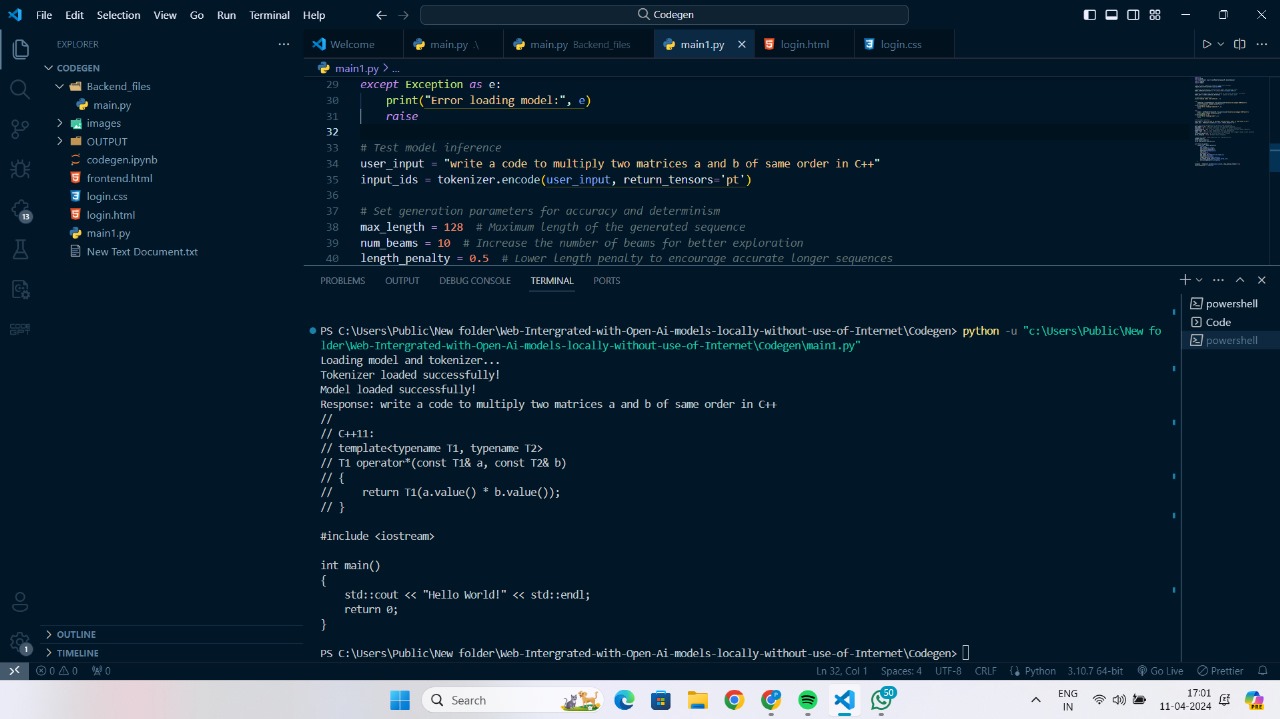 File Edit Selection View Go Run Terminal Help
Codegen
EXPLORER
Welcome
main.py .\
main.py Backend_files
main1.py
login.html
login.css
CODEGEN
Backend_files
main.py
images
OUTPUT
codegen.ipynb
frontend.html
login.css
login.html
main1.py
New Text Document.txt
OUTLINE
TIMELINE
13
1
main1.py > ...
29 except Exception as e:
30 print("Error loading model:", e)
31 raise
32
33 # Test model inference
34 user_input = "write a code to multiply two matrices a and b of same order in C++"
35 input_ids = tokenizer.encode(user_input, return_tensors='pt')
36
37 # Set generation parameters for accuracy and determinism
38 max_length = 128 # Maximum length of the generated sequence
39 num_beams = 10 # Increase the number of beams for better exploration
40 length_penalty = 0.5 # Lower length penalty to encourage accurate longer sequences
PROBLEMS OUTPUT DEBUG CONSOLE TERMINAL PORTS
powershell
Code
powershell
PS C:\Users\Public\New folder\Web-Intergrated-with-Open-Ai-models-locally-without-use-of-Internet\Codegen> python -u "c:\Users\Public\New fo
lder\Web-Intergrated-with-Open-Ai-models-locally-without-use-of-Internet\Codegen\main1.py"
Loading model and tokenizer...
Tokenizer loaded successfully!
Model loaded successfully!
Response: write a code to multiply two matrices a and b of same order in C++
//
// C++11:
// template<typename T1, typename T2>
// T1 operator*(const T1& a, const T2& b)
// {
//     return T1(a.value() * b.value());
// }
#include <iostream>
int main()
{
std::cout << "Hello World!" << std::endl;
return 0;
}
PS C:\Users\Public\New folder\Web-Intergrated-with-Open-Ai-models-locally-without-use-of-Internet\Codegen>
0 0 0
Ln 32, Col 1 Spaces: 4 UTF-8 CRLF Python 3.10.7 64-bit Go Live Prettier
Search
50
ENG
IN
17:01
11-04-2024
PRE